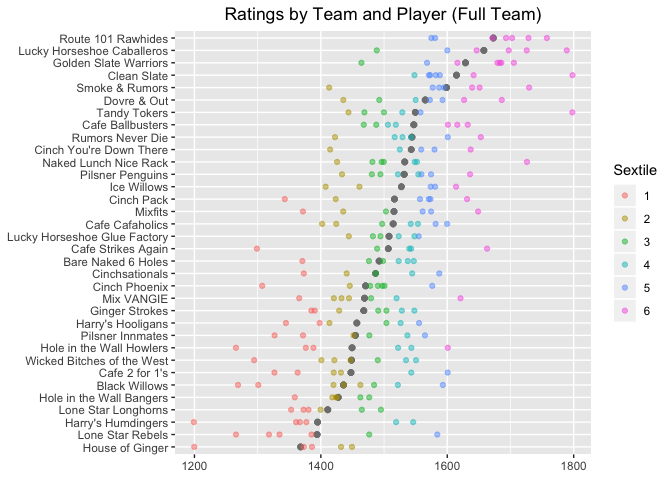 Ratings by Team and Player (Full Team)
Route 101 Rawhides
Lucky Horseshoe Caballeros
Golden Slate Warriors
Clean Slate
Smoke & Rumors
Dovre & Out
Tandy Tokers
Cafe Ballbusters
Rumors Never Die
Cinch You're Down There
Naked Lunch Nice Rack
Pilsner Penguins
Ice Willows
Cinch Pack
Mixfits
Cafe Cafaholics
Lucky Horseshoe Glue Factory
Cafe Strikes Again
Bare Naked 6 Holes
Cinchsationals
Cinch Phoenix
Mix VANGIE
Ginger Strokes
Harry's Hooligans
Pilsner Innmates
Hole in the Wall Howlers
Wicked Bitches of the West
Cafe 2 for 1's
Black Willows
Hole in the Wall Bangers
Lone Star Longhorns
Harry's Humdingers
Lone Star Rebels
House of Ginger
1200 1400 1600 1800
Sextile
1
2
3
4
5
6